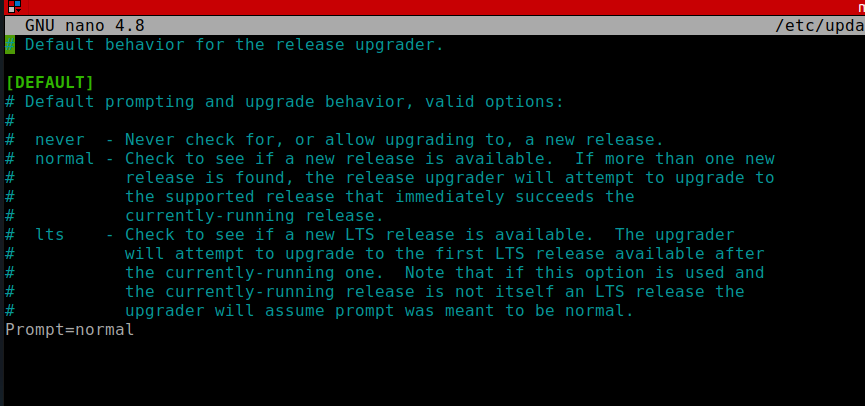 GNU nano 4.8 /etc/upda
# Default behavior for the release upgrader.
[DEFAULT]
# Default prompting and upgrade behavior, valid options:
#
#  never  - Never check for, or allow upgrading to, a new release.
#  normal - Check to see if a new release is available.  If more than one new
#           release is found, the release upgrader will attempt to upgrade to
#           the supported release that immediately succeeds the
#           currently-running release.
#  lts    - Check to see if a new LTS release is available.  The upgrader
#           will attempt to upgrade to the first LTS release available after
#           the currently-running one.  Note that if this option is used and
#           the currently-running release is not itself an LTS release the
#           upgrader will assume prompt was meant to be normal.
Prompt=normal